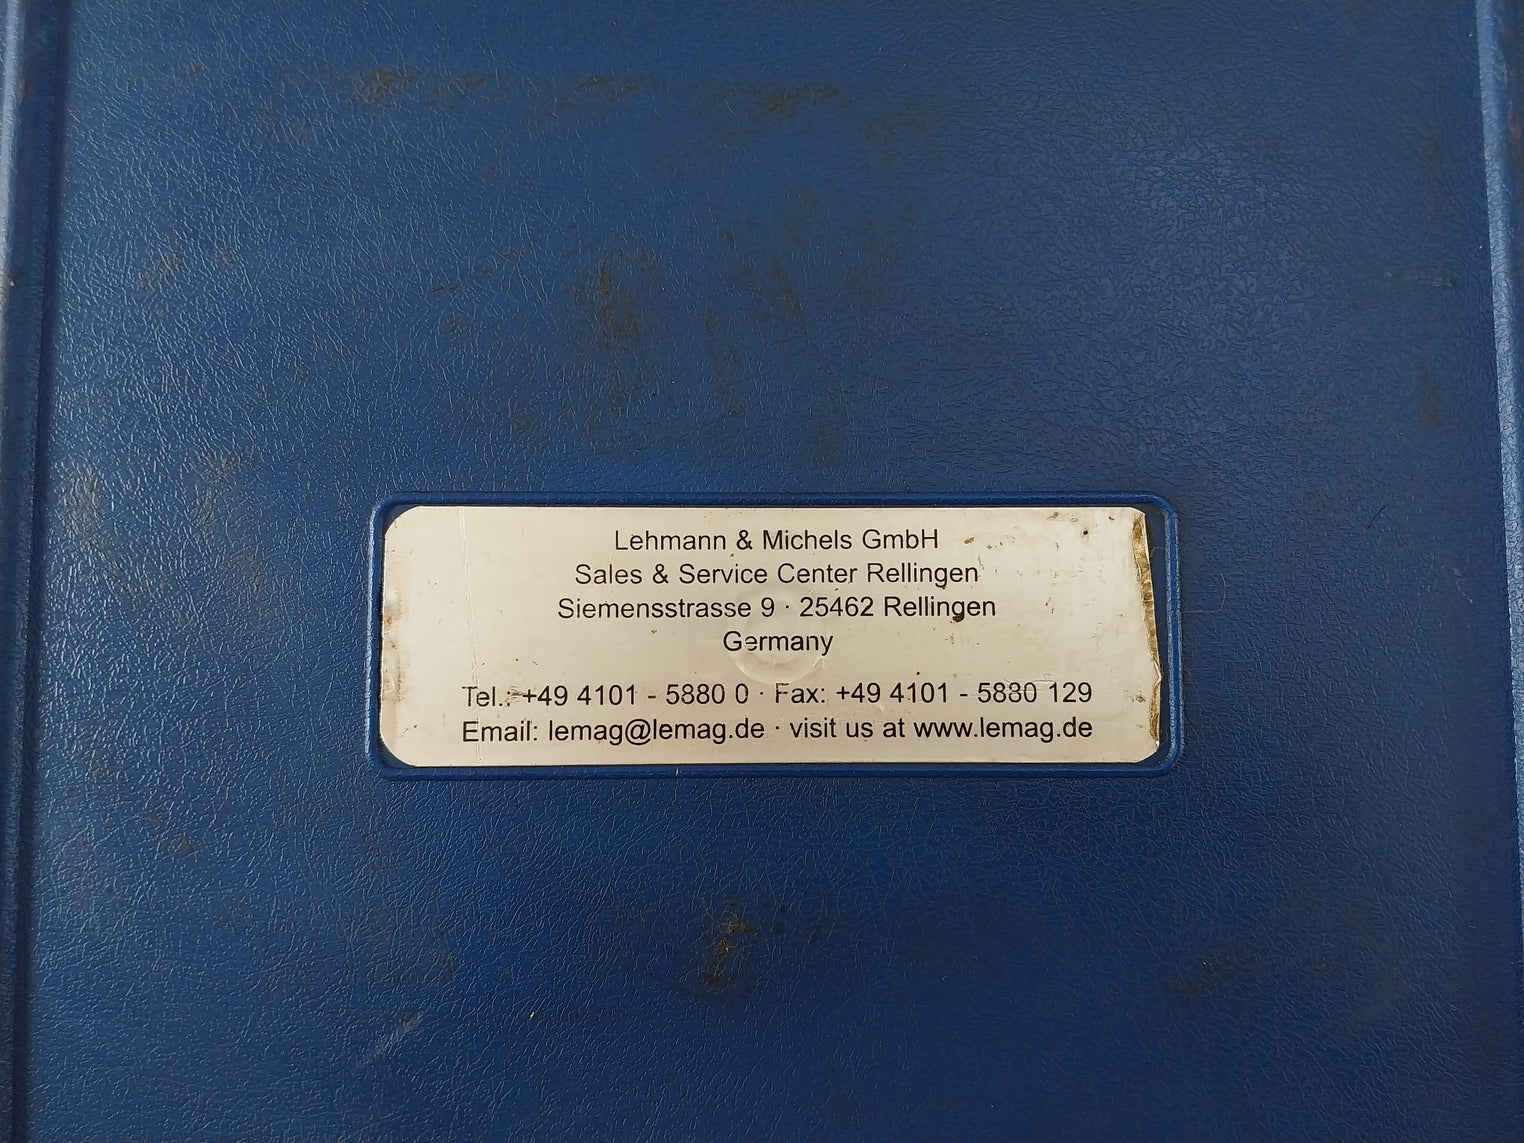 Lehmann & Michels GmbH
Sales & Service Center Rellingen
Siemensstrasse 9 · 25462 Rellingen
Germany
Tel.: +49 4101 - 5880 0 · Fax: +49 4101 - 5880 129
Email: lemag@lemag.de · visit us at www.lemag.de